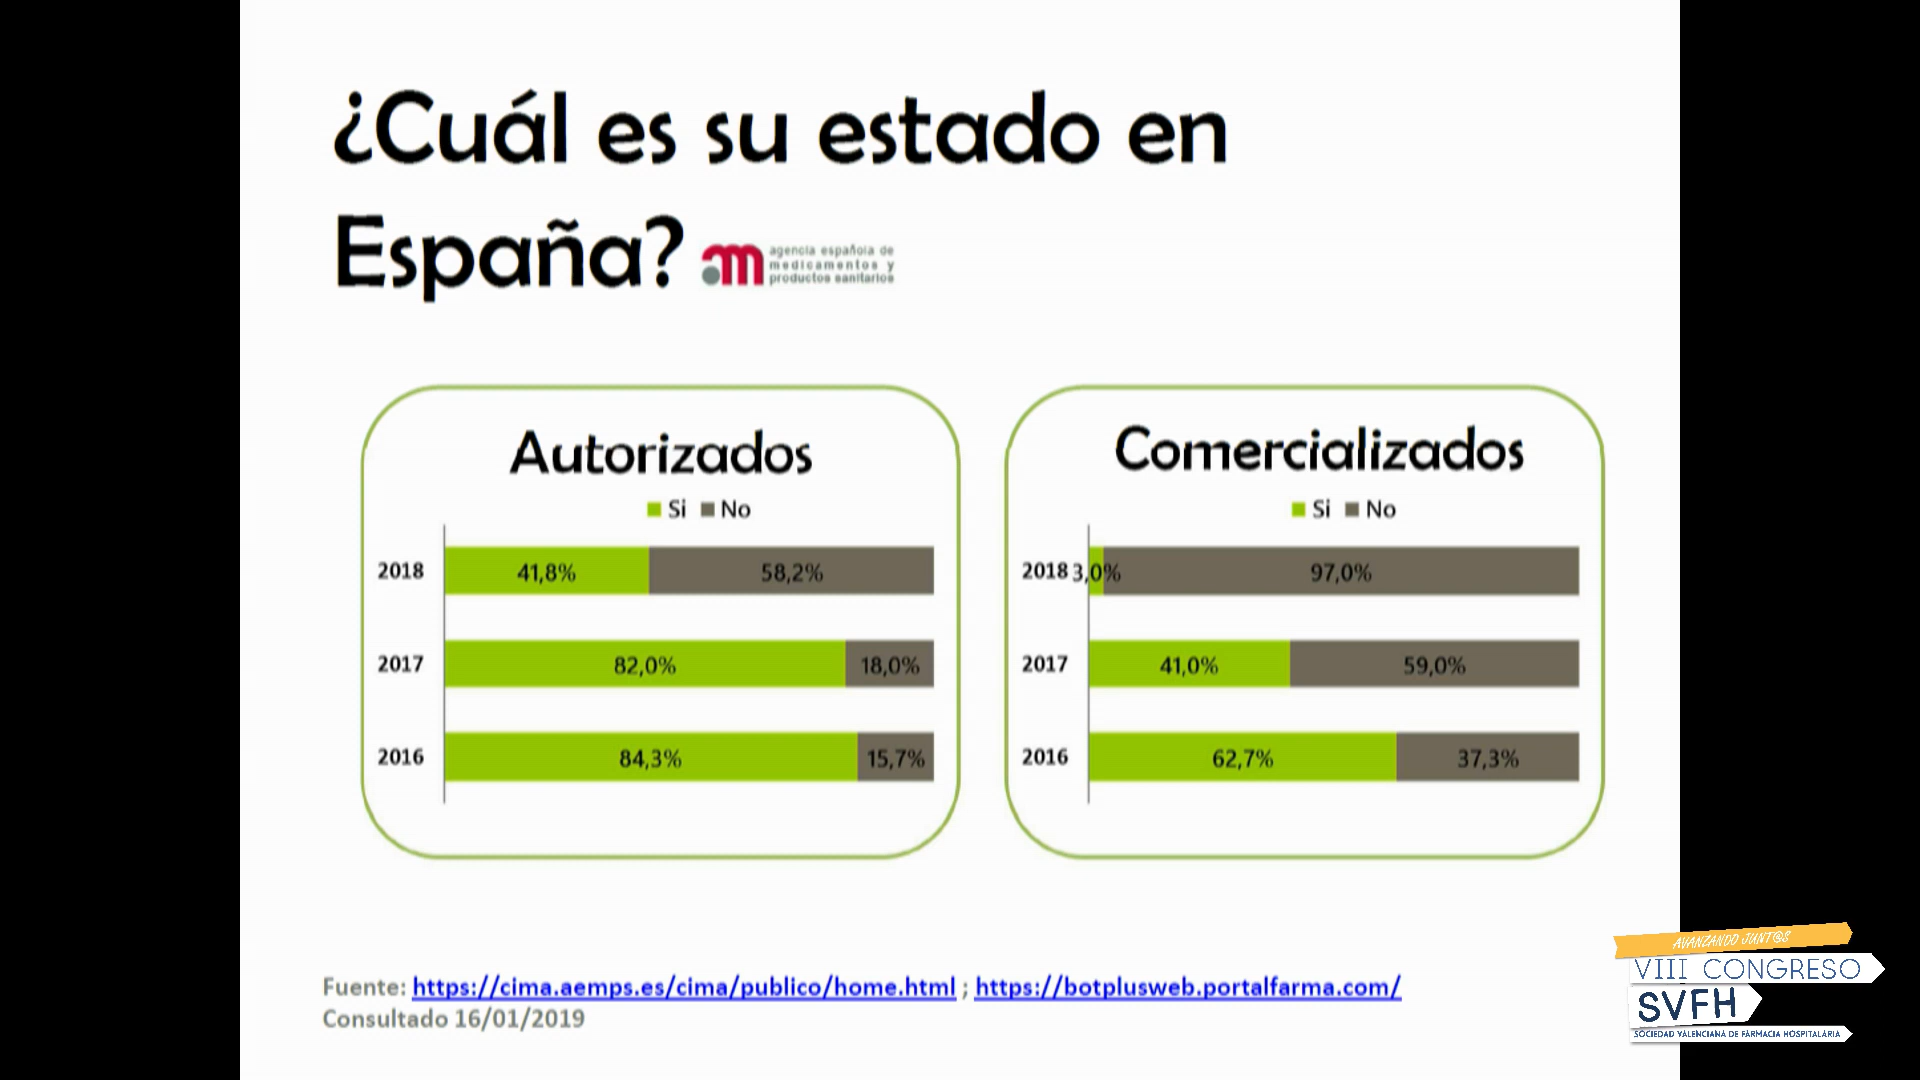 ¿Cuál es su estado en
España?
agencia española de
medicamentos y
productos sanitarios
Autorizados
Si No
2018 41,8% 58,2%
2017 82,0% 18,0%
2016 84,3% 15,7%
Comercializados
Si No
2018 3,0% 97,0%
2017 41,0% 59,0%
2016 62,7% 37,3%
Fuente: https://cima.aemps.es/cima/publico/home.html ; https://botplusweb.portalfarma.com/
Consultado 16/01/2019
AVANZANDO JUNT@S
VIII CONGRESO
SVFH
SOCIEDAD VALENCIANA DE FARMACIA HOSPITALARIA